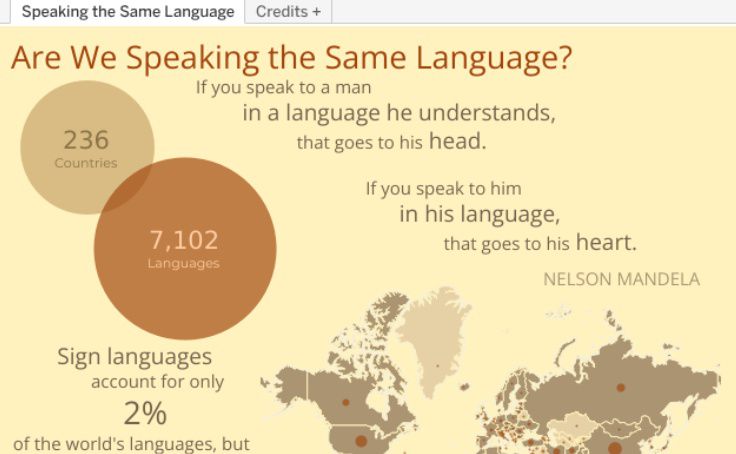 Speaking the Same Language
Credits +
Are We Speaking the Same Language?
If you speak to a man
in a language he understands,
that goes to his head.
236
Countries
If you speak to him
in his language,
that goes to his heart.
7,102
Languages
NELSON MANDELA
Sign languages
account for only
2%
of the world's languages, but